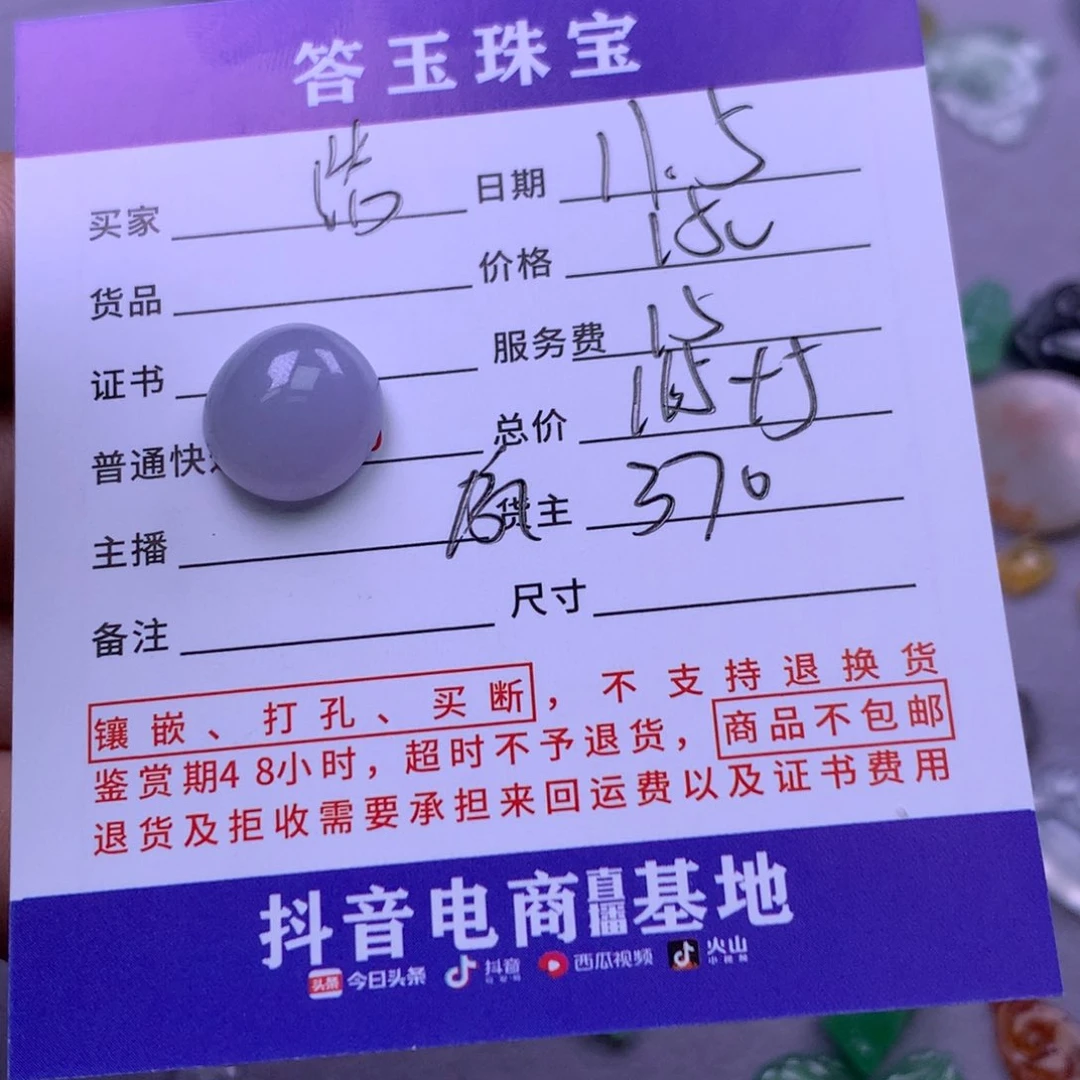 答玉珠宝
买家 日期 11.5
货品 价格 180
证书 服务费 15
普通快 总价
主播 货主 370
备注 尺寸
镶嵌、打孔、买断，不支持退换货
鉴赏期48小时，超时不予退货，商品不包邮
退货及拒收需要承担来回运费以及证书费用
抖音电商直播基地
头条 今日头条 抖音 西瓜视频 火山